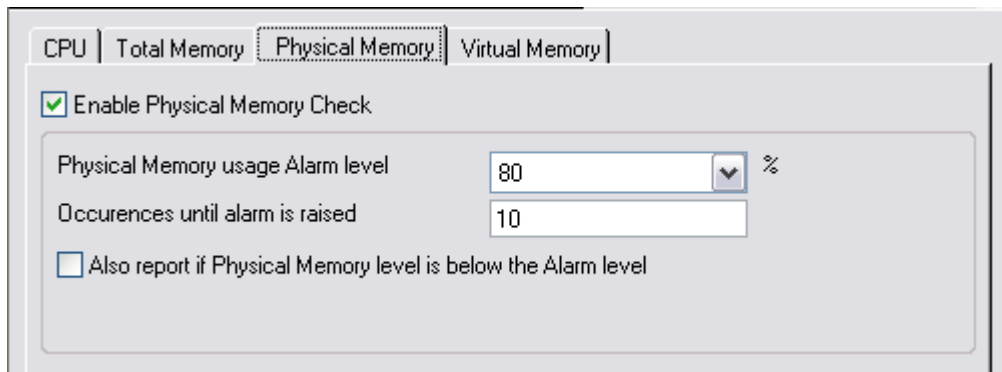 CPU Total Memory Physical Memory Virtual Memory
Enable Physical Memory Check
Physical Memory usage Alarm level 80 %
Occurences until alarm is raised 10
Also report if Physical Memory level is below the Alarm level